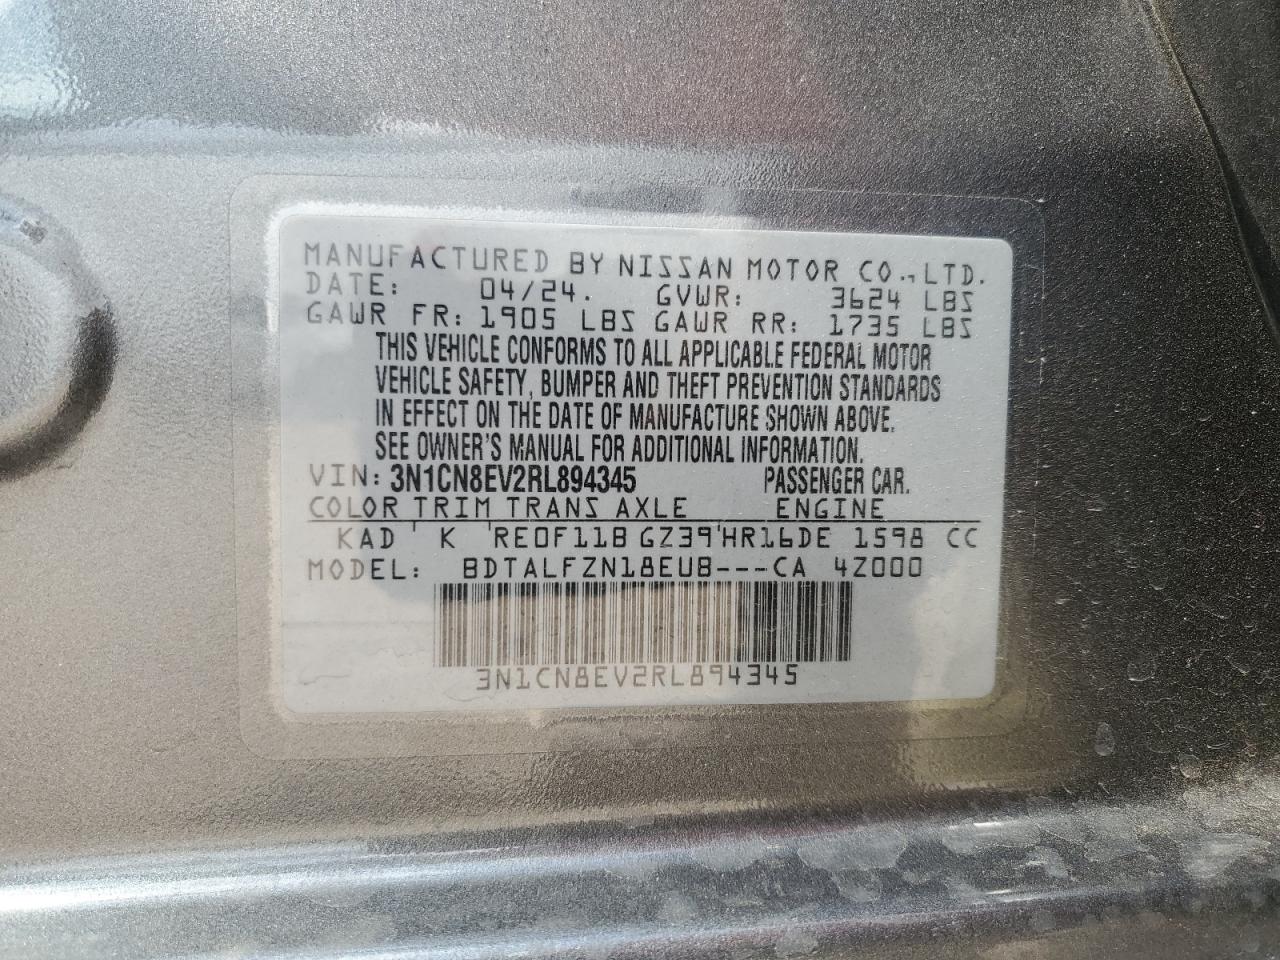 MANUFACTURED BY NISSAN MOTOR CO., LTD.
DATE: 04/24. GVWR: 3624 LBS
GAWR FR: 1905 LBS GAWR RR: 1735 LBS
THIS VEHICLE CONFORMS TO ALL APPLICABLE FEDERAL MOTOR
VEHICLE SAFETY, BUMPER AND THEFT PREVENTION STANDARDS
IN EFFECT ON THE DATE OF MANUFACTURE SHOWN ABOVE.
SEE OWNER'S MANUAL FOR ADDITIONAL INFORMATION.
VIN: 3N1CN8EV2RL894345 PASSENGER CAR.
COLOR TRIM TRANS AXLE ENGINE
KAD ' K 'RE0F11B GZ39'HR16DE 1598 CC
MODEL: BDTALFZN18EUB---CA 4Z000
3N1CN8EV2RL894345